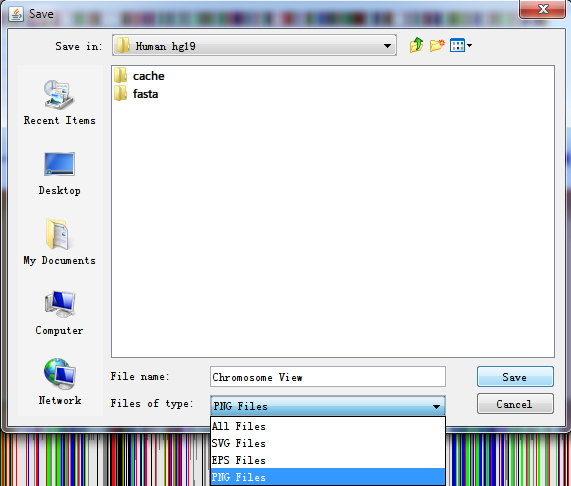 Save
Save in:
Human hg19
cache
fasta
Recent Items
Desktop
My Documents
Computer
Network
File name:
Chromosome View
Save
Files of type:
PNG Files
Cancel
All Files
SVG Files
EPS Files
PNG Files